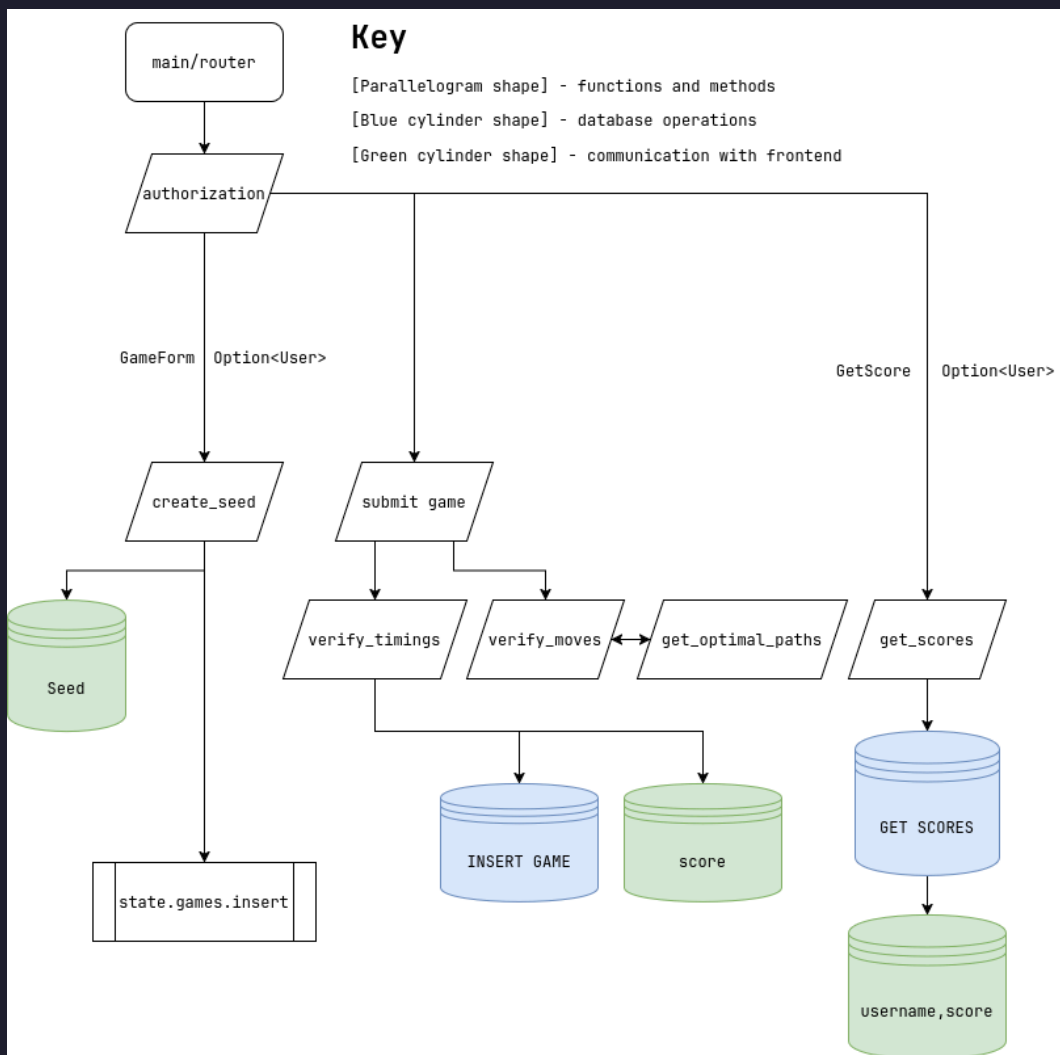 main/router
Key
[Parallelogram shape] - functions and methods
[Blue cylinder shape] - database operations
[Green cylinder shape] - communication with frontend
authorization
GameForm
Option<User>
GetScore
Option<User>
create_seed
submit game
verify_timings
verify_moves
get_optimal_paths
get_scores
Seed
INSERT GAME
score
GET SCORES
state.games.insert
username,score